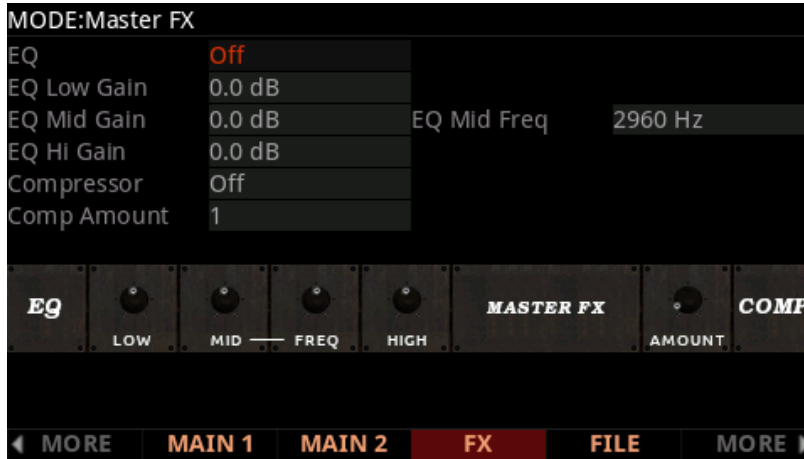 MODE:Master FX
EQ Off
EQ Low Gain 0.0 dB
EQ Mid Gain 0.0 dB EQ Mid Freq 2960 Hz
EQ Hi Gain 0.0 dB
Compressor Off
Comp Amount 1
EQ MASTER FX COMP
LOW MID FREQ HIGH AMOUNT
MORE MAIN 1 MAIN 2 FX FILE MORE